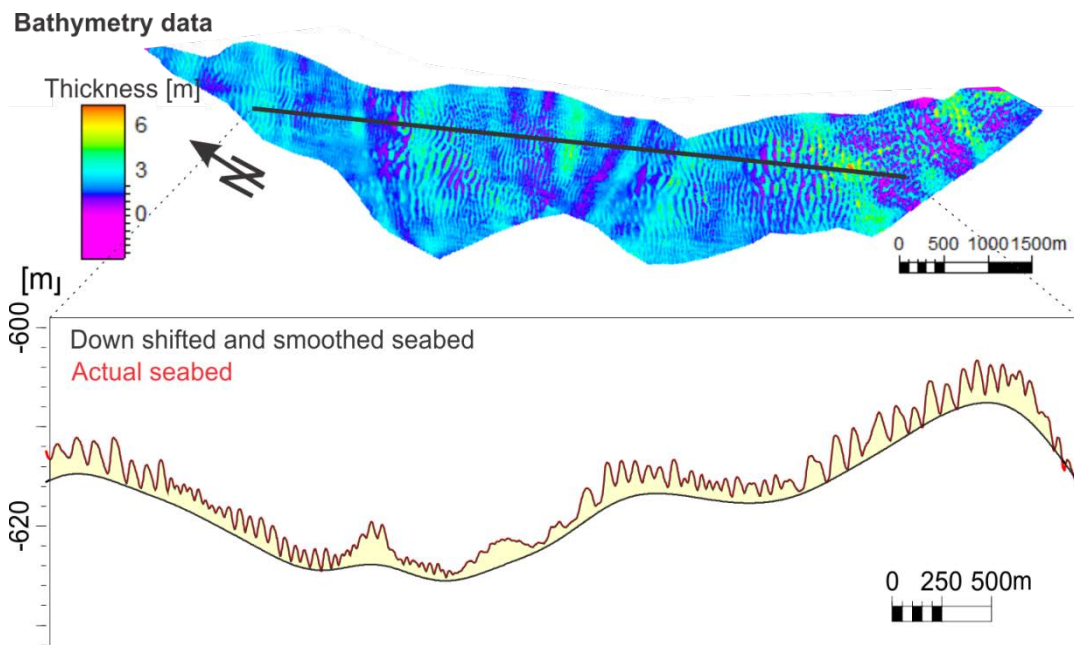 Bathymetry data
Thickness [m]
6
3
0
N
0 500 1000 1500m
[m]
-600
Down shifted and smoothed seabed
Actual seabed
-620
0 250 500m